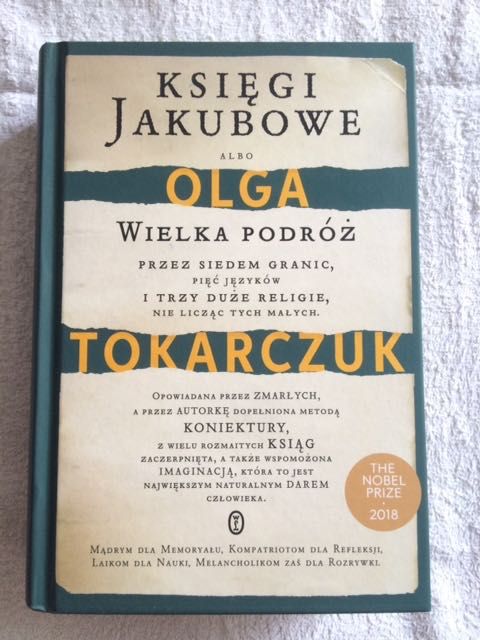 KSIĘGI
JAKUBOWE
ALBO
OLGA
WIELKA PODRÓŻ
PRZEZ SIEDEM GRANIC,
PIĘĆ JĘZYKÓW
I TRZY DUŻE RELIGIE,
NIE LICZĄC TYCH MAŁYCH.
TOKARCZUK
OPOWIADANA PRZEZ ZMARŁYCH,
A PRZEZ AUTORKĘ DOPEŁNIONA METODĄ
KONIEKTURY,
Z WIELU ROZMAITYCH KSIĄG
ZACZERPNIĘTA, A TAKŻE WSPOMOŻONA
IMAGINACJĄ, KTÓRA TO JEST
NAJWIĘKSZYM NATURALNYM DAREM
CZŁOWIEKA.
THE
NOBEL
PRIZE
·
2018
MĄDRYM DLA MEMORYAŁU, KOMPATRIOTOM DLA REFLEKSJI,
LAIKOM DLA NAUKI, MELANCHOLIKOM ZAŚ DLA ROZRYWKI.